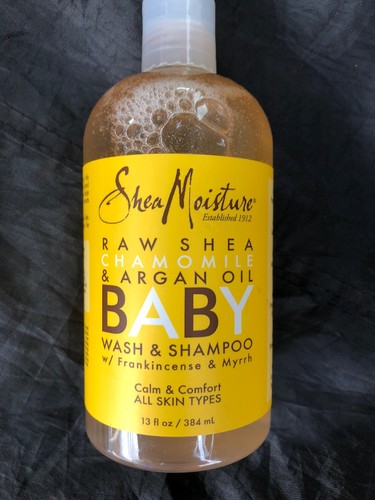 SheaMoisture®
Established 1912
RAW SHEA
CHAMOMILE
& ARGAN OIL
BABY
WASH & SHAMPOO
w/ Frankincense & Myrrh
Calm & Comfort
ALL SKIN TYPES
13 fl oz / 384 mL